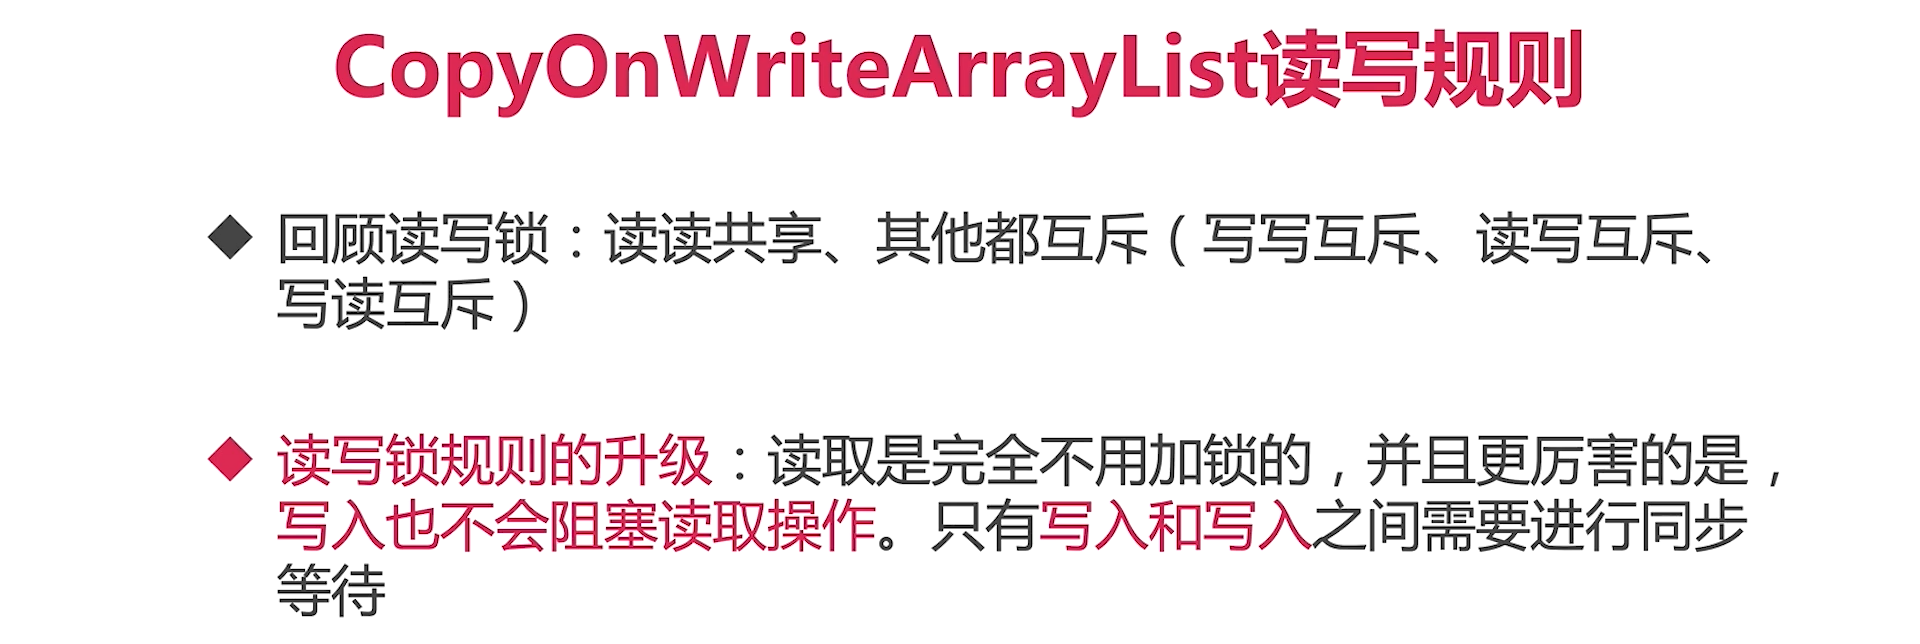 CopyOnWriteArrayList读写规则
回顾读写锁：读读共享、其他都互斥（写写互斥、读写互斥、
写读互斥）
读写锁规则的升级：读取是完全不用加锁的，并且更厉害的是，
写入也不会阻塞读取操作。只有写入和写入之间需要进行同步
等待